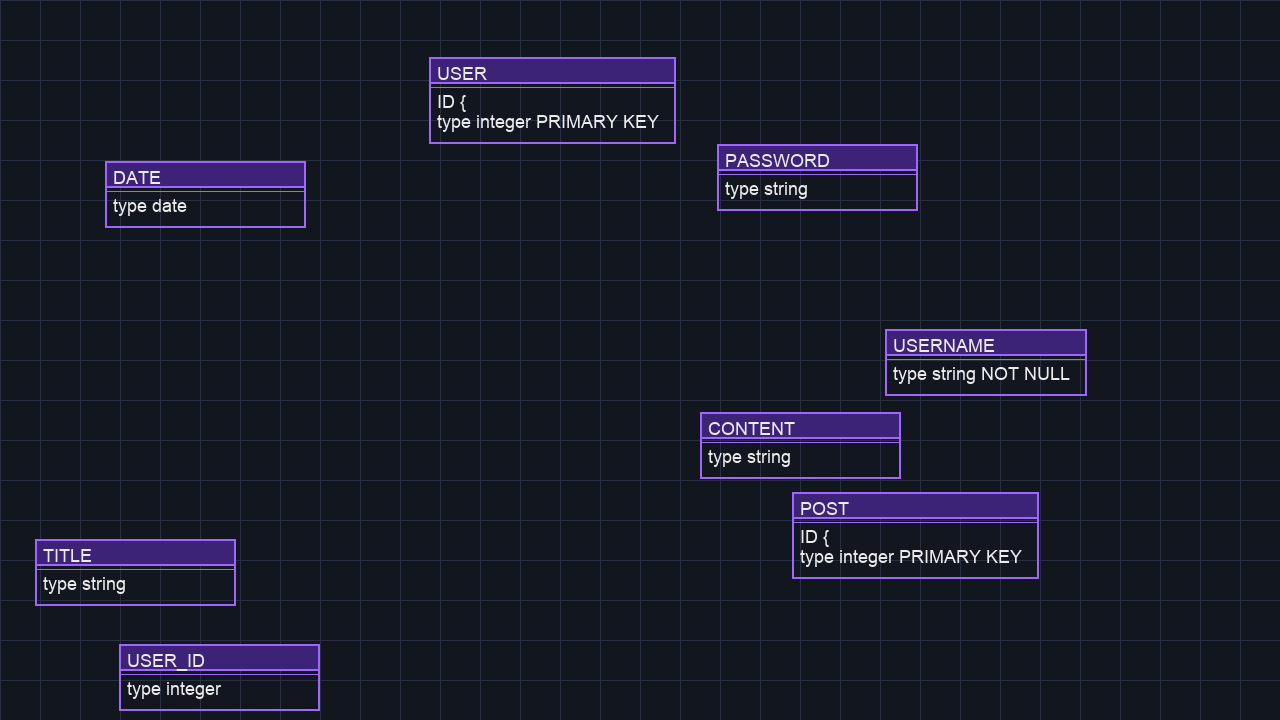 USER
ID {
type integer PRIMARY KEY
PASSWORD
type string
DATE
type date
USERNAME
type string NOT NULL
CONTENT
type string
POST
ID {
type integer PRIMARY KEY
TITLE
type string
USER_ID
type integer